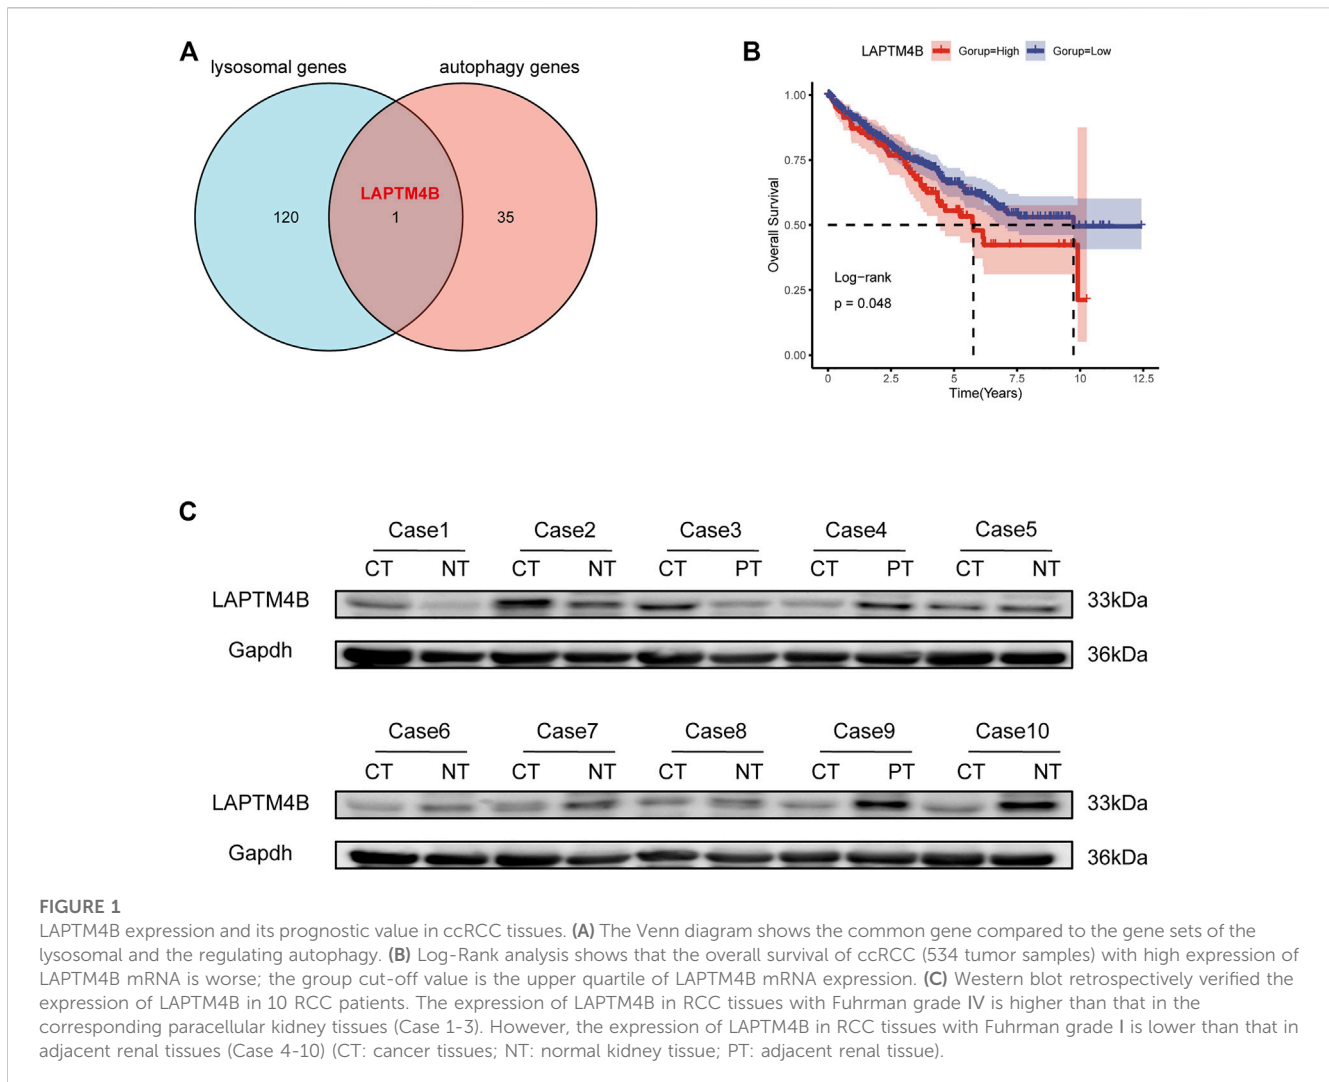 A
lysosomal genes autophagy genes
LAPTM4B
120 1 35
B
LAPTM4B Gorup=High Gorup=Low
1.00
0.75
0.50
0.25
0.00
Overall Survival
Log-rank
p = 0.048
0 2.5 5 7.5 10 12.5
Time(Years)
C
Case1 Case2 Case3 Case4 Case5
CT NT CT NT CT PT CT PT CT NT
LAPTM4B 33kDa
Gapdh 36kDa
Case6 Case7 Case8 Case9 Case10
CT NT CT NT CT NT CT PT CT NT
LAPTM4B 33kDa
Gapdh 36kDa
FIGURE 1
LAPTM4B expression and its prognostic value in ccRCC tissues. (A) The Venn diagram shows the common gene compared to the gene sets of the
lysosomal and the regulating autophagy. (B) Log-Rank analysis shows that the overall survival of ccRCC (534 tumor samples) with high expression of
LAPTM4B mRNA is worse; the group cut-off value is the upper quartile of LAPTM4B mRNA expression. (C) Western blot retrospectively verified the
expression of LAPTM4B in 10 RCC patients. The expression of LAPTM4B in RCC tissues with Fuhrman grade IV is higher than that in the
corresponding paracellular kidney tissues (Case 1-3). However, the expression of LAPTM4B in RCC tissues with Fuhrman grade I is lower than that in
adjacent renal tissues (Case 4-10) (CT: cancer tissues; NT: normal kidney tissue; PT: adjacent renal tissue).